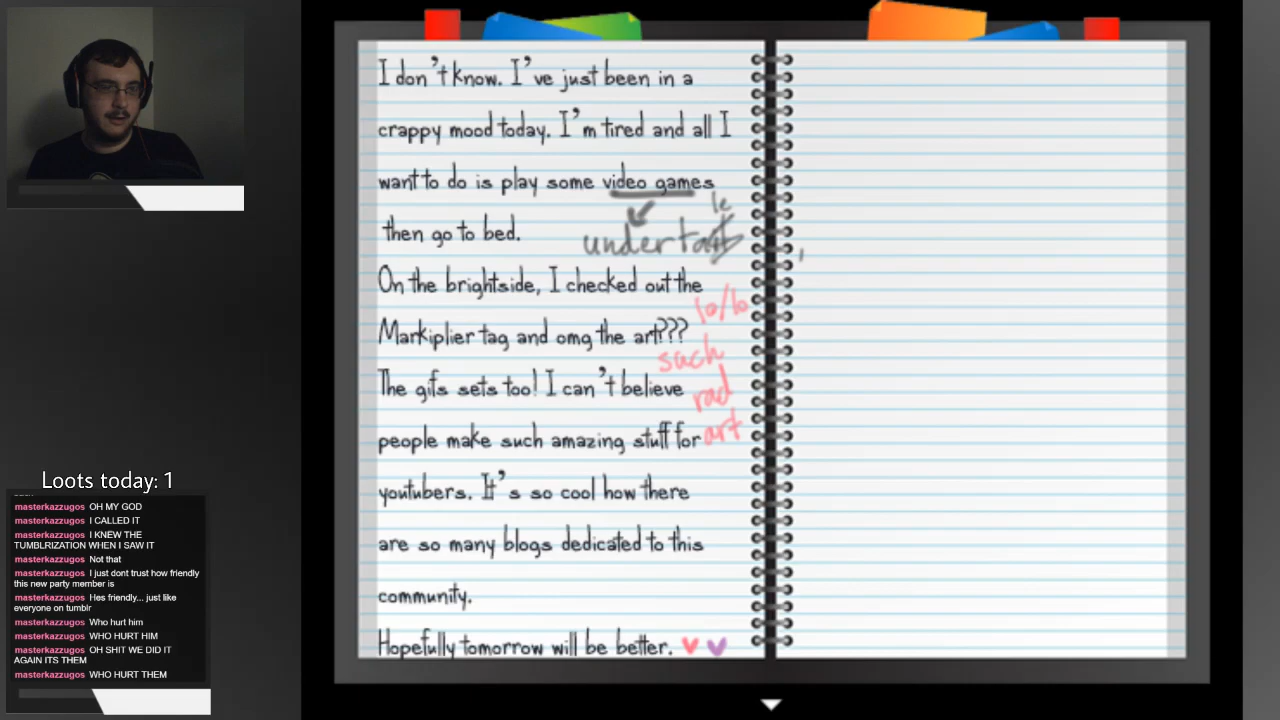 I don't know. I've just been in a
crappy mood today. I'm tired and all I
want to do is play some video games
then go to bed.
le
undertart
On the brightside, I checked out the
lo/lo
Markiplier tag and omg the art???
such
The gifs sets too! I can't believe
rad
people make such amazing stuff for
art
youtubers. It's so cool how there
are so many blogs dedicated to this
community.
Hopefully tomorrow will be better.
Loots today: 1
masterkazzugos OH MY GOD
masterkazzugos I CALLED IT
masterkazzugos I KNEW THE
TUMBLRIZATION WHEN I SAW IT
masterkazzugos Not that
masterkazzugos I just dont trust how friendly
this new party member is
masterkazzugos Hes friendly... just like
everyone on tumblr
masterkazzugos Who hurt him
masterkazzugos WHO HURT HIM
masterkazzugos OH SHIT WE DID IT
AGAIN ITS THEM
masterkazzugos WHO HURT THEM